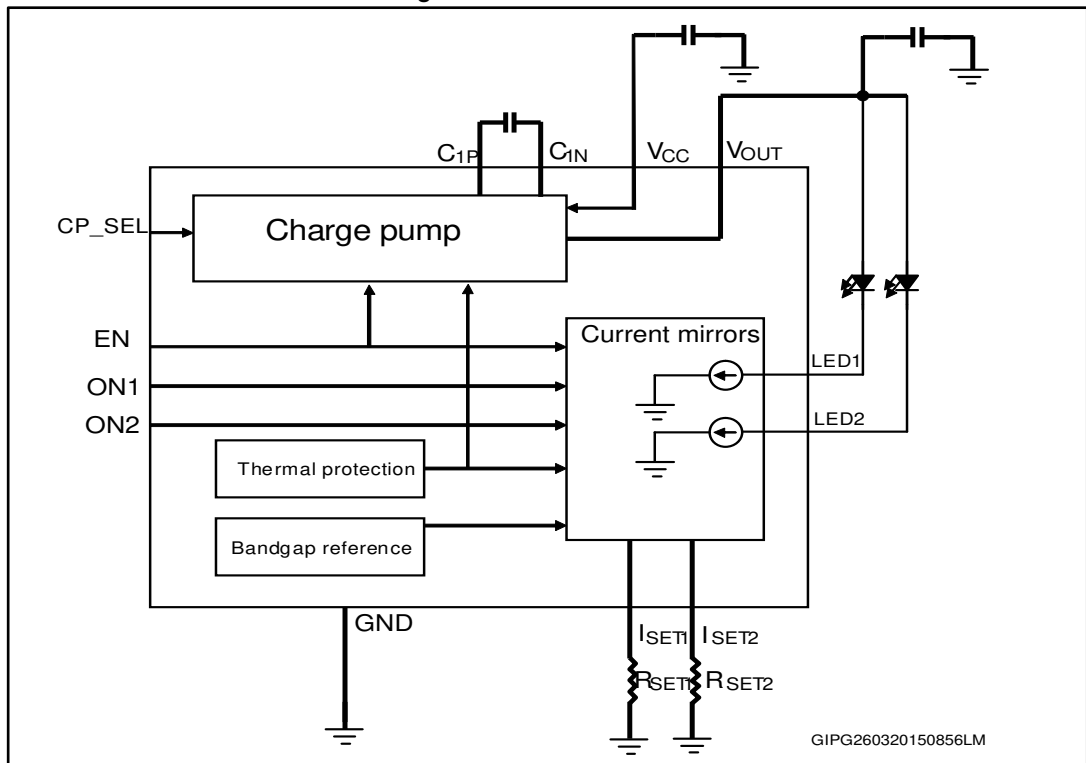 C1P
C1N
VCC
VOUT
CP_SEL
Charge pump
EN
Current mirrors
LED1
ON1
ON2
LED2
Thermal protection
Bandgap reference
GND
ISET1
ISET2
RSET1
RSET2
GIPG260320150856LM